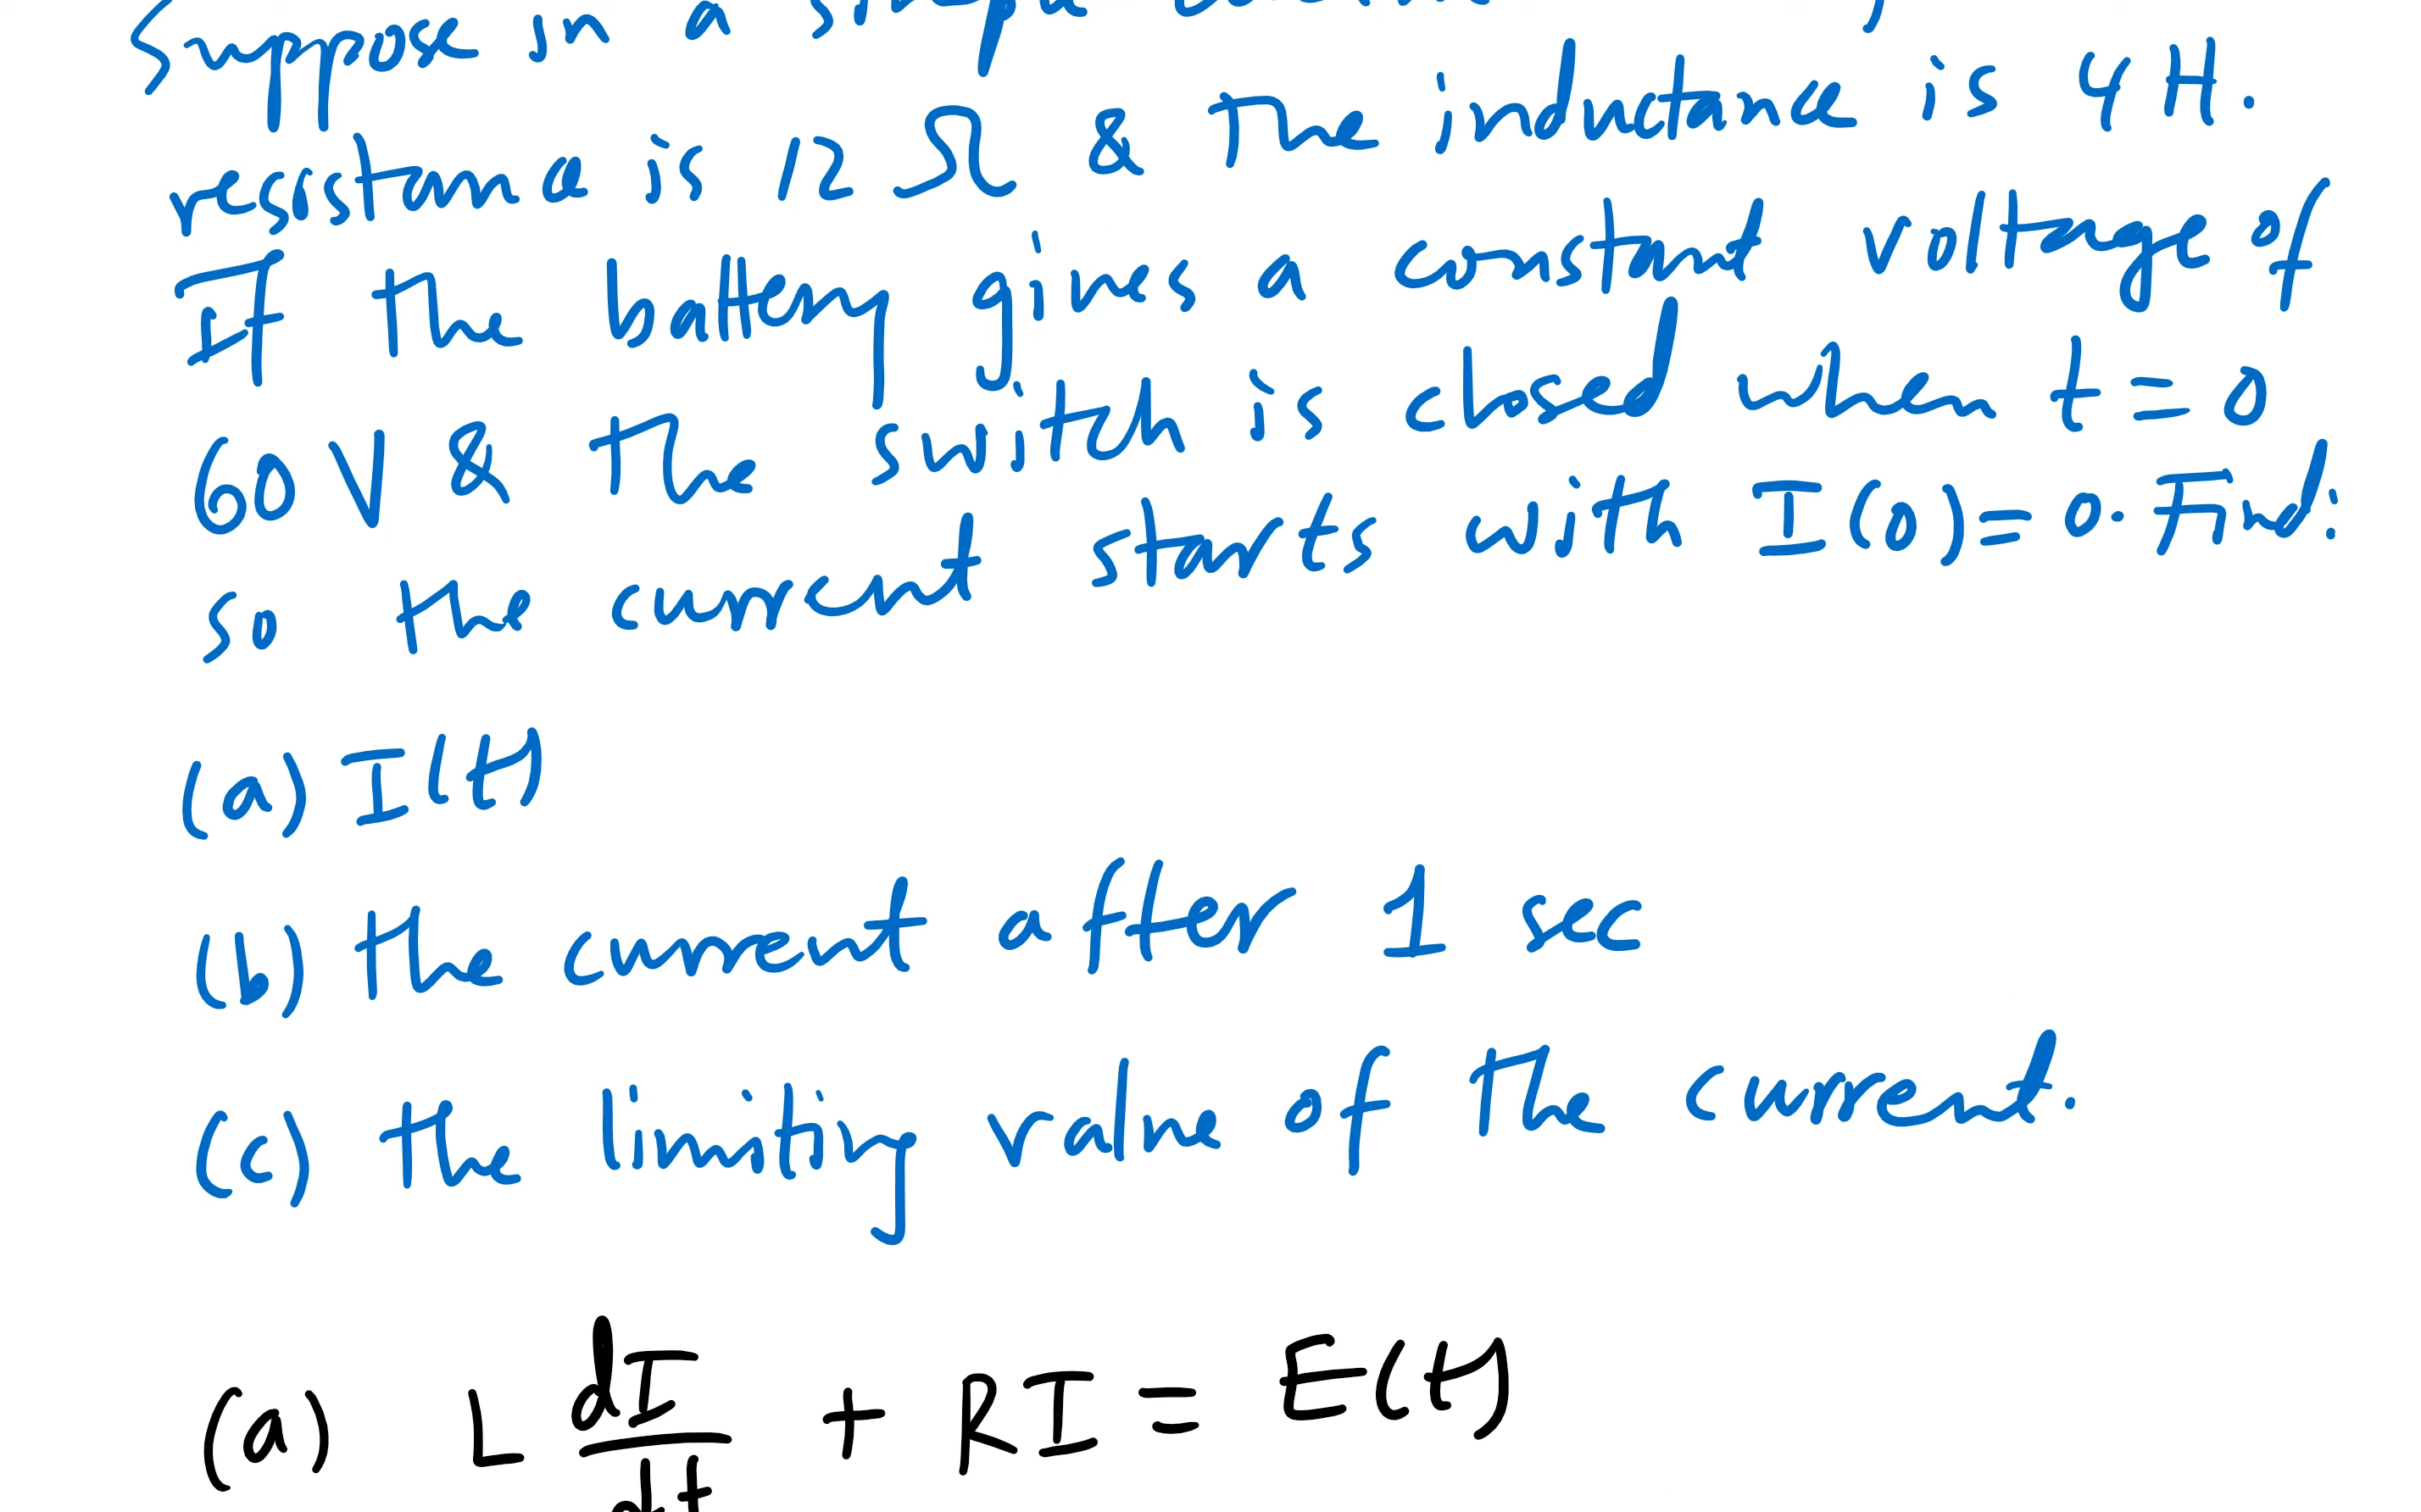 Suppose in a
resistance is 12 Ω & the inductance is 4 H.
If the battery gives a constant voltage of
60 V & the switch is closed when t = 0
so the current starts with I(0) = 0. Find:
(a) I(t)
(b) the current after 1 sec
(c) the limiting value of the current.
(a) L dI/dt + RI = E(t)